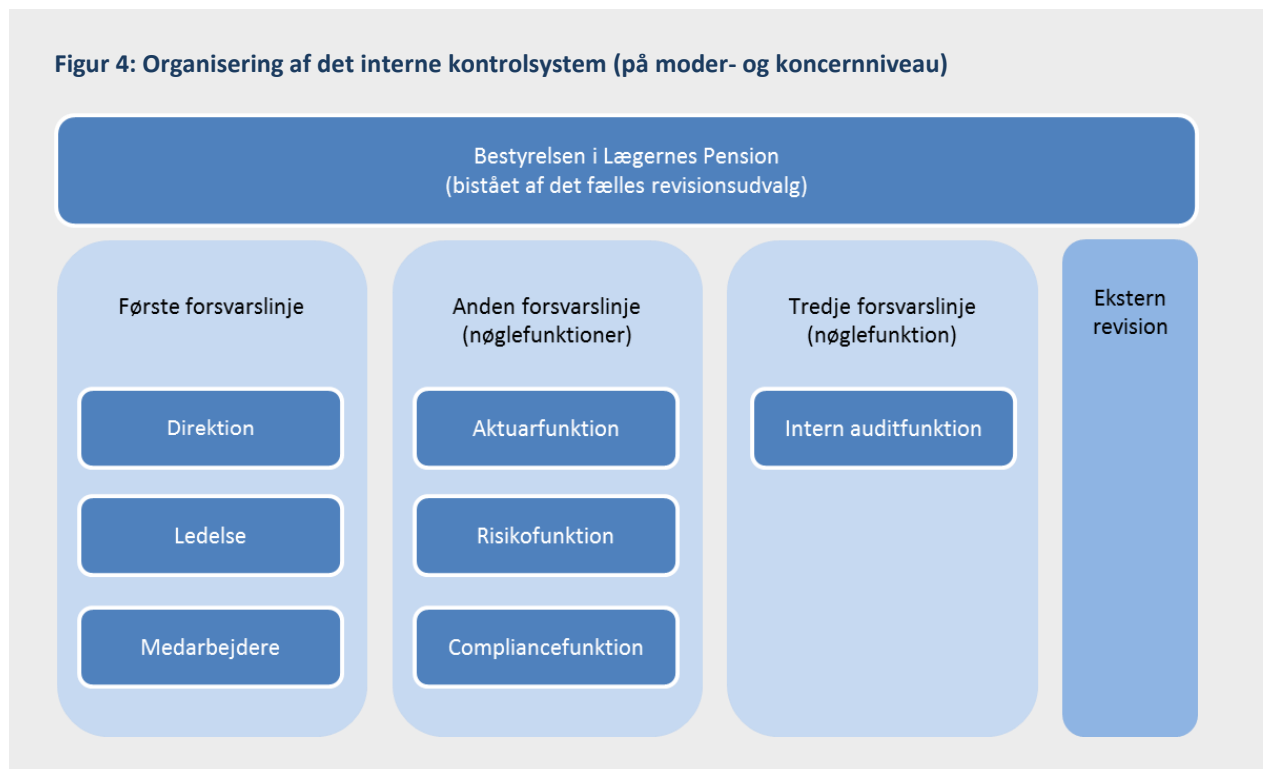 Figur 4: Organisering af det interne kontrolsystem (på moder- og koncernniveau)
Bestyrelsen i Lægernes Pension
(bistået af det fælles revisionsudvalg)
Første forsvarslinje
Direktion
Ledelse
Medarbejdere
Anden forsvarslinje
(nøglefunktioner)
Aktuarfunktion
Risikofunktion
Compliancefunktion
Tredje forsvarslinje
(nøglefunktion)
Intern auditfunktion
Ekstern
revision